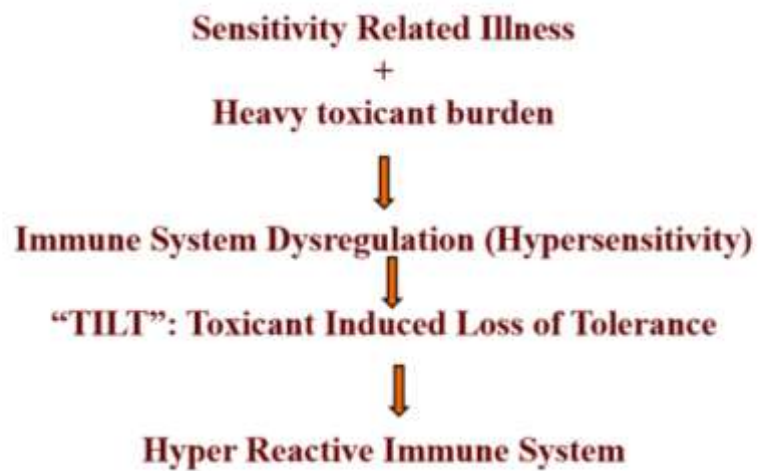 Sensitivity Related Illness
+
Heavy toxicant burden
Immune System Dysregulation (Hypersensitivity)
“TILT”: Toxicant Induced Loss of Tolerance
Hyper Reactive Immune System